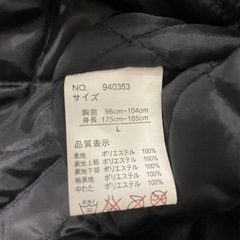 NO. 940353
サイズ
胸囲 96cm~104cm
身長 175cm~185cm
L
品質表示
表地 ポリエステル 100%
裏地上部 ポリエステル 100%
裏地下部 ポリエステル 100%
袖裏地 ポリエステル 100%
中わた ポリエステル 100%